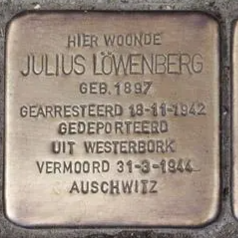 HIER WOONDE
JULIUS LÖWENBERG
GEB. 1897
GEARRESTEERD 18-11-1942
GEDEPORTEERD
UIT WESTERBORK
VERMOORD 31-3-1944
AUSCHWITZ